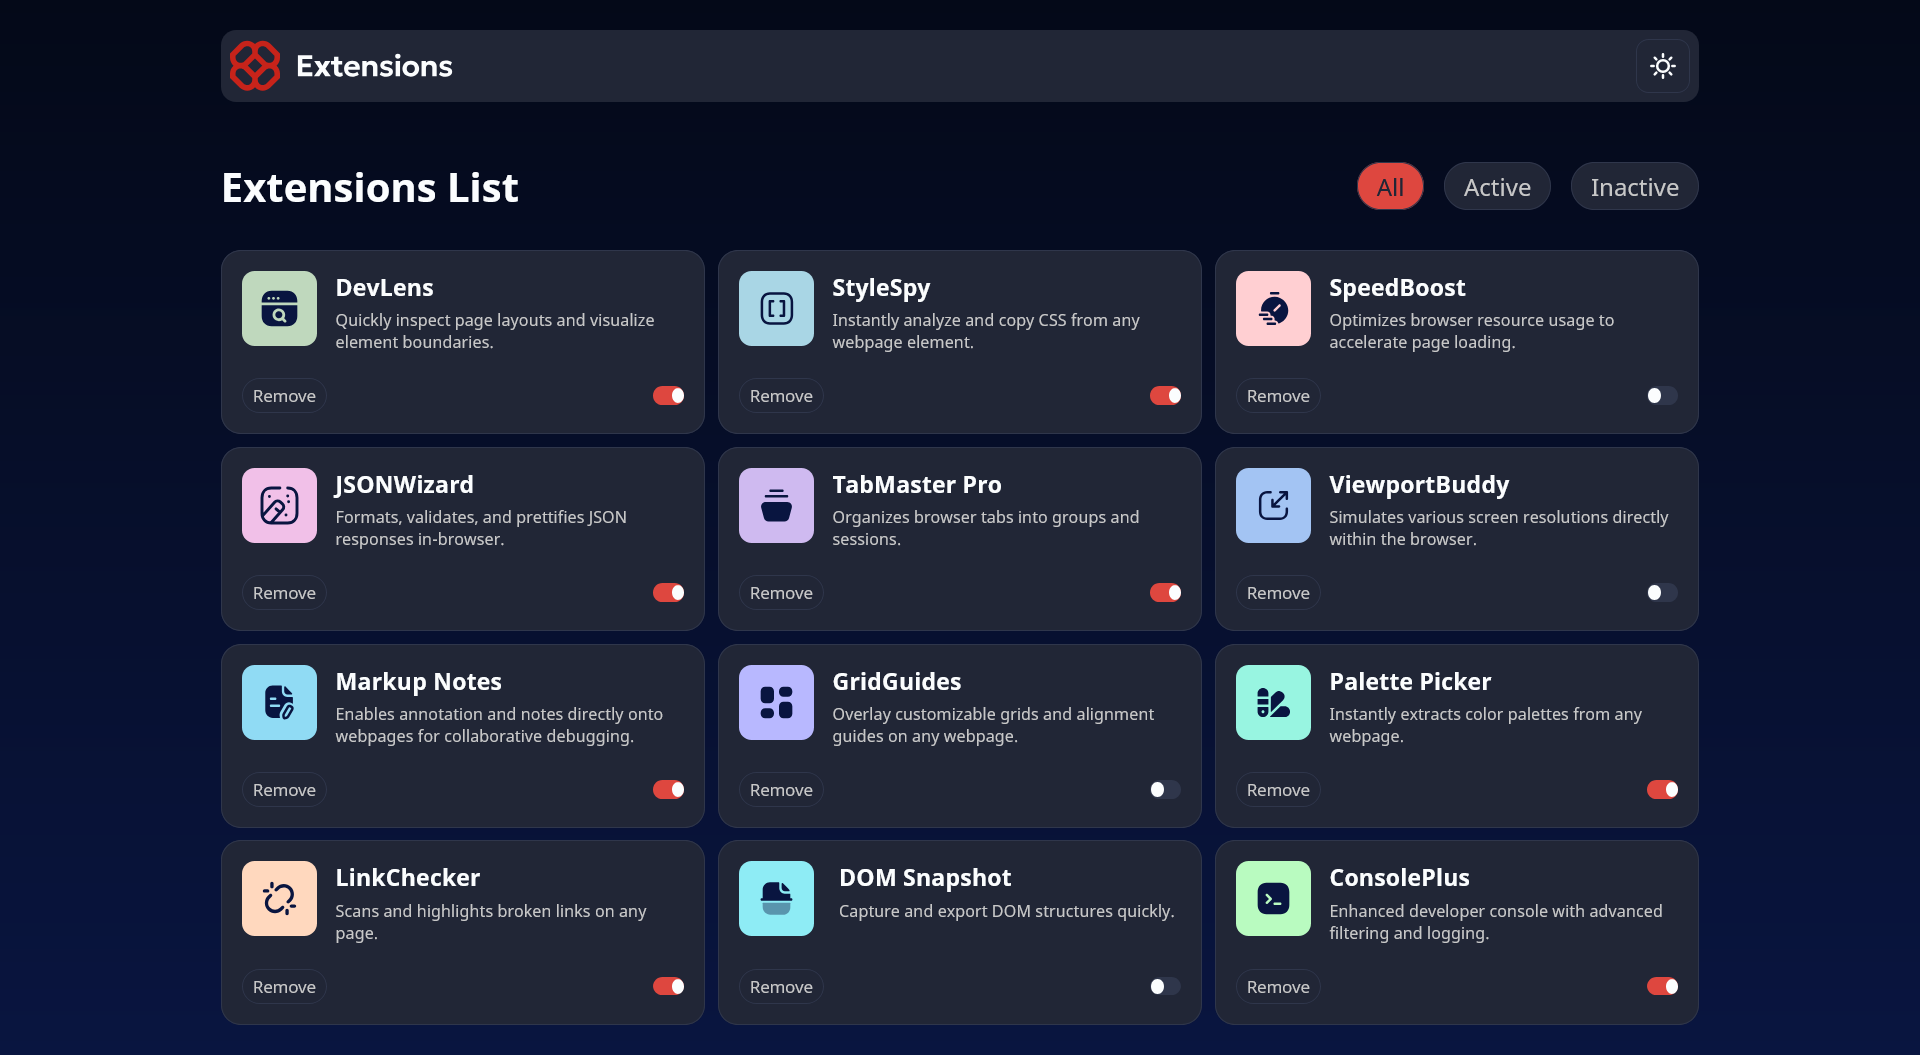 Extensions
Extensions List
All
Active
Inactive
DevLens
Quickly inspect page layouts and visualize
element boundaries.
Remove
StyleSpy
Instantly analyze and copy CSS from any
webpage element.
Remove
SpeedBoost
Optimizes browser resource usage to
accelerate page loading.
Remove
JSONWizard
Formats, validates, and prettifies JSON
responses in-browser.
Remove
TabMaster Pro
Organizes browser tabs into groups and
sessions.
Remove
ViewportBuddy
Simulates various screen resolutions directly
within the browser.
Remove
Markup Notes
Enables annotation and notes directly onto
webpages for collaborative debugging.
Remove
GridGuides
Overlay customizable grids and alignment
guides on any webpage.
Remove
Palette Picker
Instantly extracts color palettes from any
webpage.
Remove
LinkChecker
Scans and highlights broken links on any
page.
Remove
DOM Snapshot
Capture and export DOM structures quickly.
Remove
ConsolePlus
Enhanced developer console with advanced
filtering and logging.
Remove